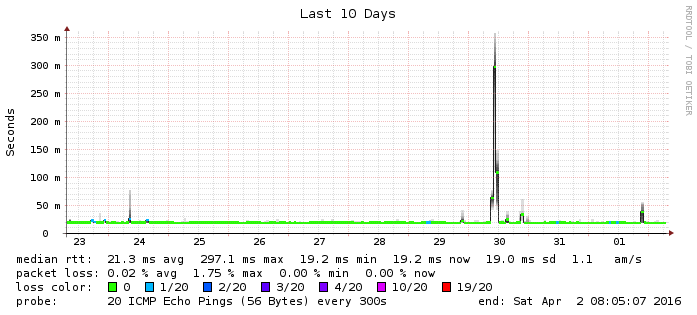 Last 10 Days
RRDTOOL / TOBI OETIKER
Seconds
350 m
300 m
250 m
200 m
150 m
100 m
50 m
0
23 24 25 26 27 28 29 30 31 01
median rtt: 21.3 ms avg 297.1 ms max 19.2 ms min 19.2 ms now 19.0 ms sd 1.1 am/s
packet loss: 0.02 % avg 1.75 % max 0.00 % min 0.00 % now
loss color: 0 1/20 2/20 3/20 4/20 10/20 19/20
probe: 20 ICMP Echo Pings (56 Bytes) every 300s end: Sat Apr 2 08:05:07 2016